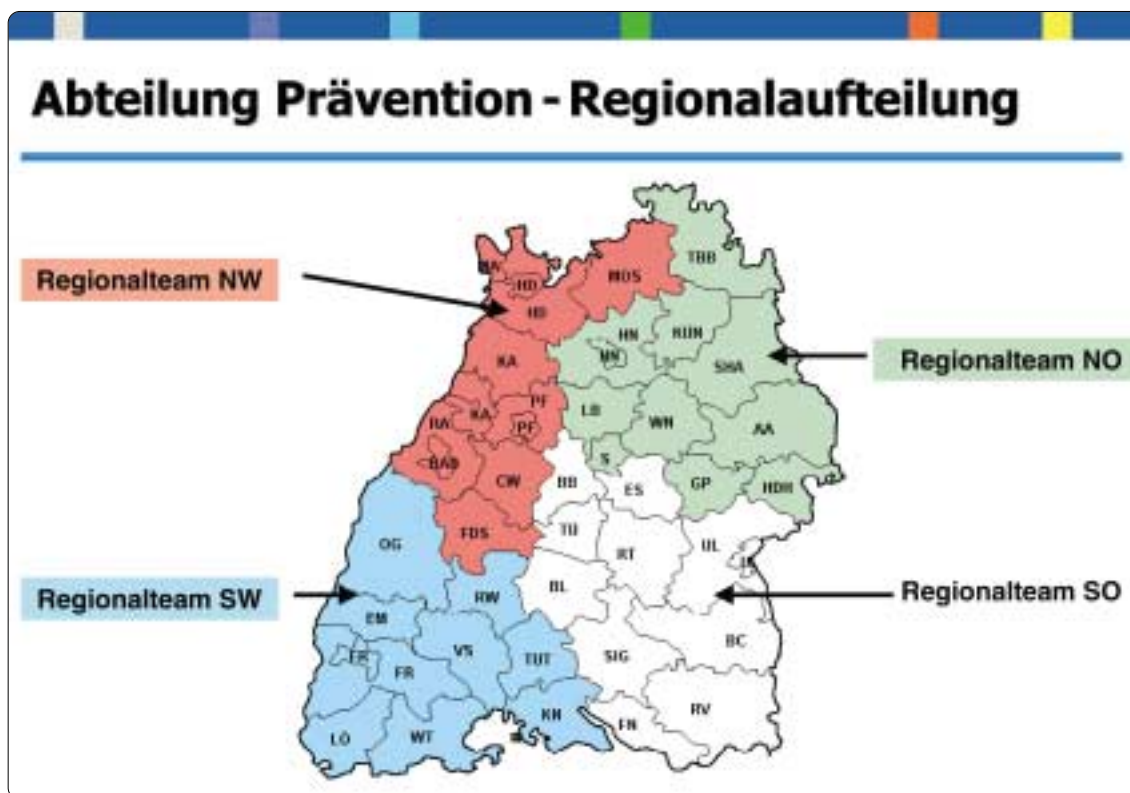 Abteilung Prävention - Regionalaufteilung
Regionalteam NW
Regionalteam NO
Regionalteam SW
Regionalteam SO
TBB
MOS
HD
HD
HN
HN
KÜN
SHA
KA
PF
LB
WN
AA
RA
KA
PF
BAD
CW
S
BB
ES
GP
HDH
FDS
TÜ
RT
UL
OG
BL
RW
EM
BC
VS
TUT
SIG
FR
FR
KN
FN
RV
LÖ
WT